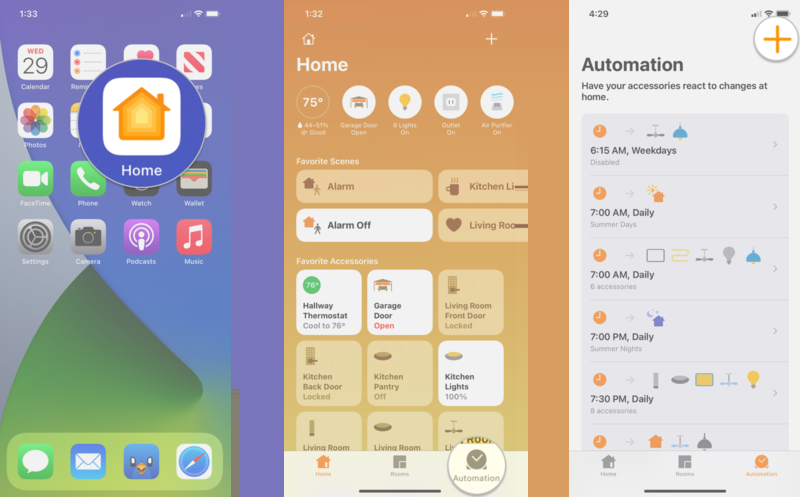 1:33
WED
29
Calendar
Photos
Home
FaceTime
Phone
Watch
Wallet
Settings
Camera
Podcasts
Music
1:32
Home
75°
44–51%
Good
Garage Door
Open
9 Lights
On
Outlet
On
Air Purifier
On
Favorite Scenes
Alarm
Kitchen Li
Alarm Off
Living Roo
Favorite Accessories
76°
Hallway
Thermostat
Cool to 76°
Garage
Door
Open
Living Room
Front Door
Locked
Kitchen
Back Door
Locked
Kitchen
Pantry
Off
Kitchen
Lights
100%
Living Room
Living Room
Home
Rooms
Automation
4:29
Automation
Have your accessories react to changes at
home.
6:15 AM, Weekdays
Disabled
7:00 AM, Daily
Summer Days
7:00 AM, Daily
6 accessories
7:00 PM, Daily
Summer Nights
7:30 PM, Daily
8 accessories
Home
Rooms
Automation